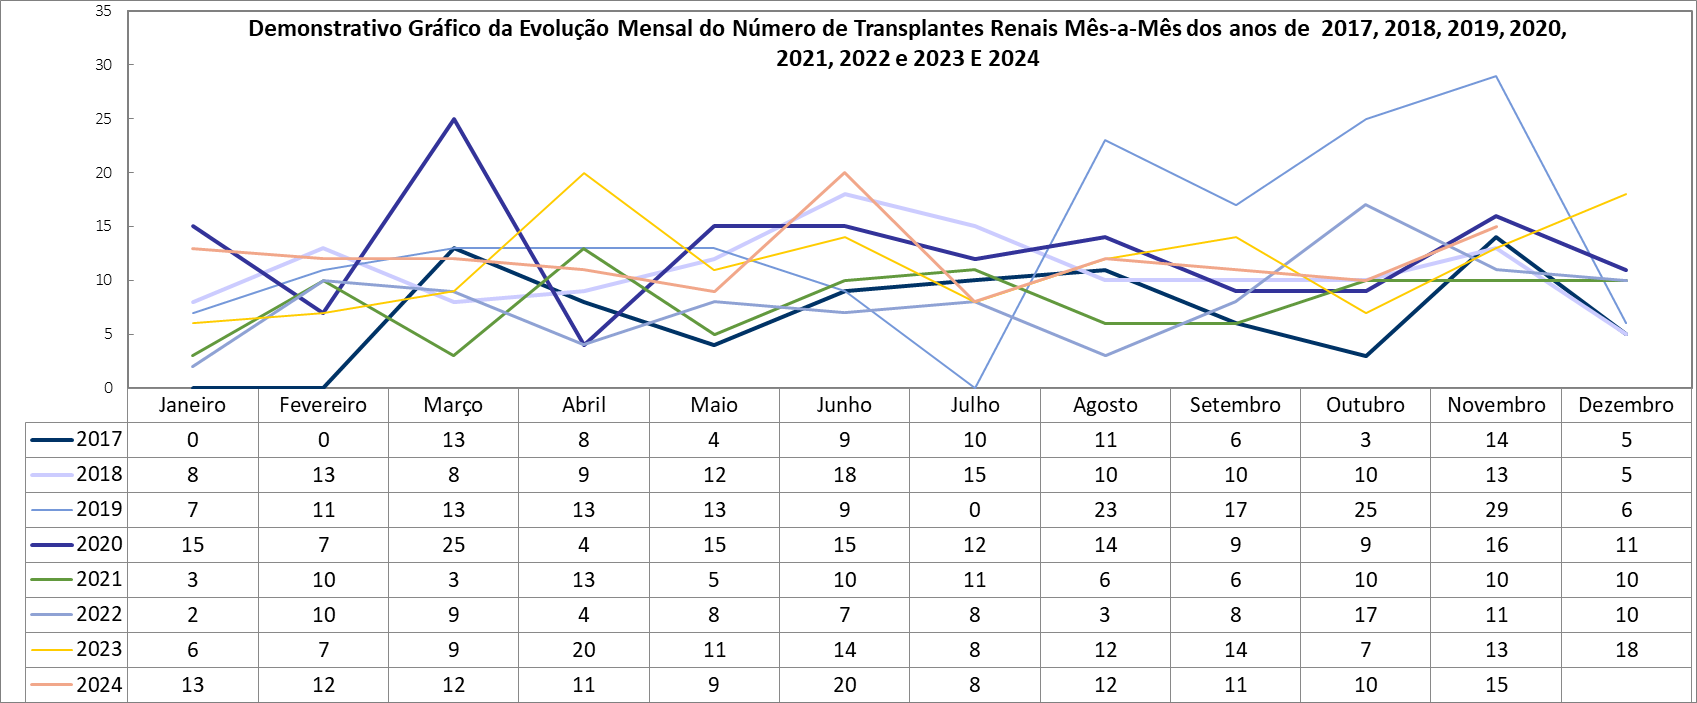 Demonstrativo Gráfico da Evolução Mensal do Número de Transplantes Renais Mês-a-Mês dos anos de 2017, 2018, 2019, 2020,
2021, 2022 e 2023 E 2024
35
30
25
20
15
10
5
0
Janeiro Fevereiro Março Abril Maio Junho Julho Agosto Setembro Outubro Novembro Dezembro
2017 0 0 13 8 4 9 10 11 6 3 14 5
2018 8 13 8 9 12 18 15 10 10 10 13 5
2019 7 11 13 13 13 9 0 23 17 25 29 6
2020 15 7 25 4 15 15 12 14 9 9 16 11
2021 3 10 3 13 5 10 11 6 6 10 10 10
2022 2 10 9 4 8 7 8 3 8 17 11 10
2023 6 7 9 20 11 14 8 12 14 7 13 18
2024 13 12 12 11 9 20 8 12 11 10 15